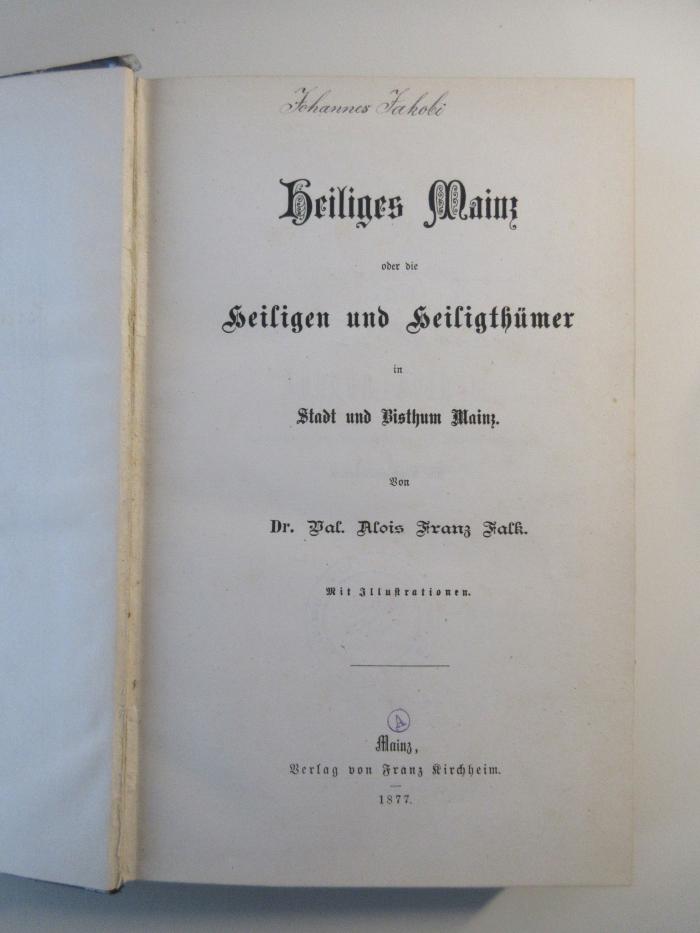 Johannes Jakobi
Heiliges Mainz
oder die
Heiligen und Heiligthümer
in
Stadt und Bisthum Mainz.
Von
Dr. Val. Alois Franz Falk.
Mit Illustrationen.
A
Mainz,
Verlag von Franz Kirchheim.
1877.